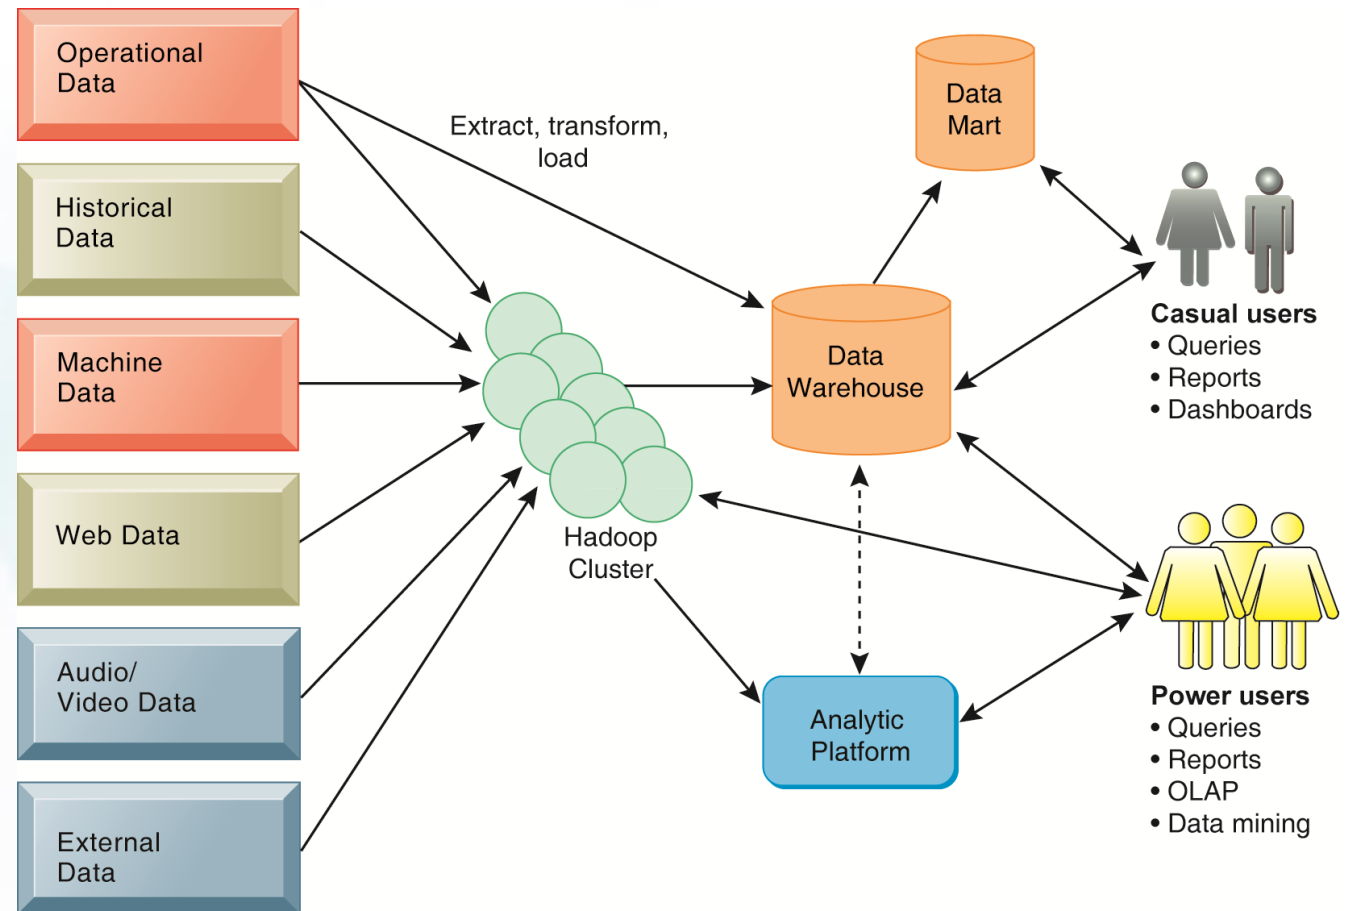 Operational
Data
Historical
Data
Machine
Data
Web Data
Audio/
Video Data
External
Data
Extract, transform,
load
Hadoop
Cluster
Data
Mart
Data
Warehouse
Analytic
Platform
Casual users
• Queries
• Reports
• Dashboards
Power users
• Queries
• Reports
• OLAP
• Data mining